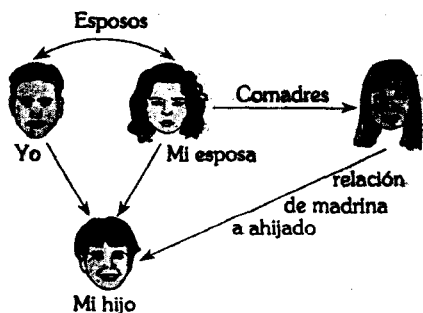 Esposos
Comadres
Yo
Mi esposa
relación
de madrina
a ahijado
Mi hijo